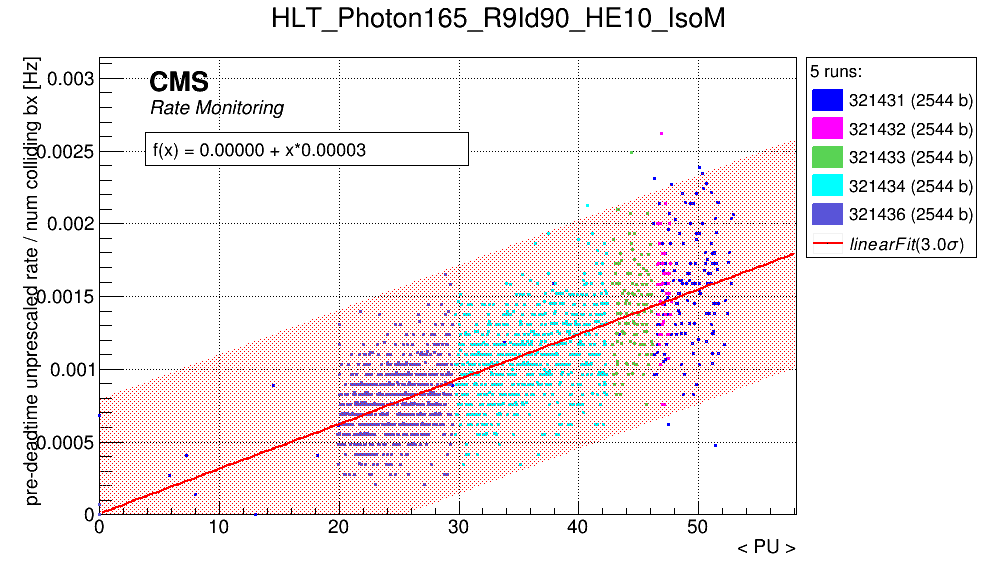 HLT_Photon165_R9Id90_HE10_IsoM
pre-deadtime unprescaled rate / num colliding bx [Hz]
0.003
0.0025
0.002
0.0015
0.001
0.0005
0
CMS
Rate Monitoring
f(x) = 0.00000 + x*0.00003
0 10 20 30 40 50
< PU >
5 runs:
321431 (2544 b)
321432 (2544 b)
321433 (2544 b)
321434 (2544 b)
321436 (2544 b)
linearFit(3.0σ)